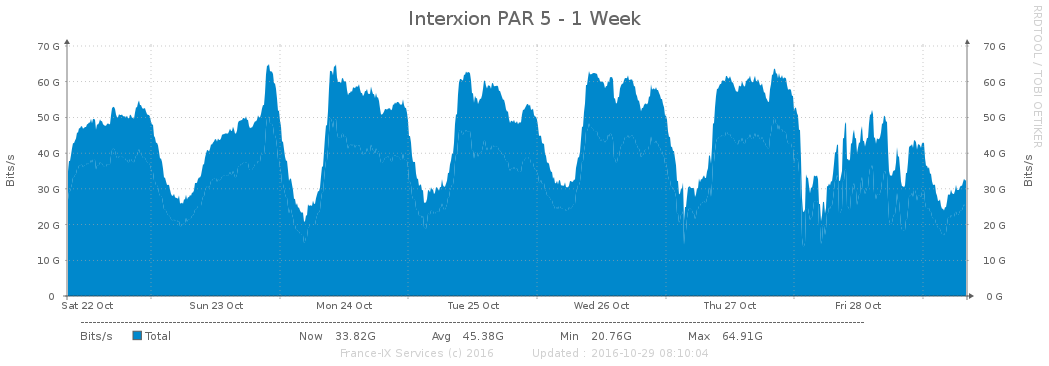 Interxion PAR 5 - 1 Week
RRDTOOL / TOBI OETIKER
Bits/s
70 G 70 G
60 G 60 G
50 G 50 G
40 G 40 G
30 G 30 G
20 G 20 G
10 G 10 G
0 0 G
Bits/s
Sat 22 Oct Sun 23 Oct Mon 24 Oct Tue 25 Oct Wed 26 Oct Thu 27 Oct Fri 28 Oct
Bits/s Total Now 33.82G Avg 45.38G Min 20.76G Max 64.91G
France-IX Services (c) 2016 Updated : 2016-10-29 08:10:04